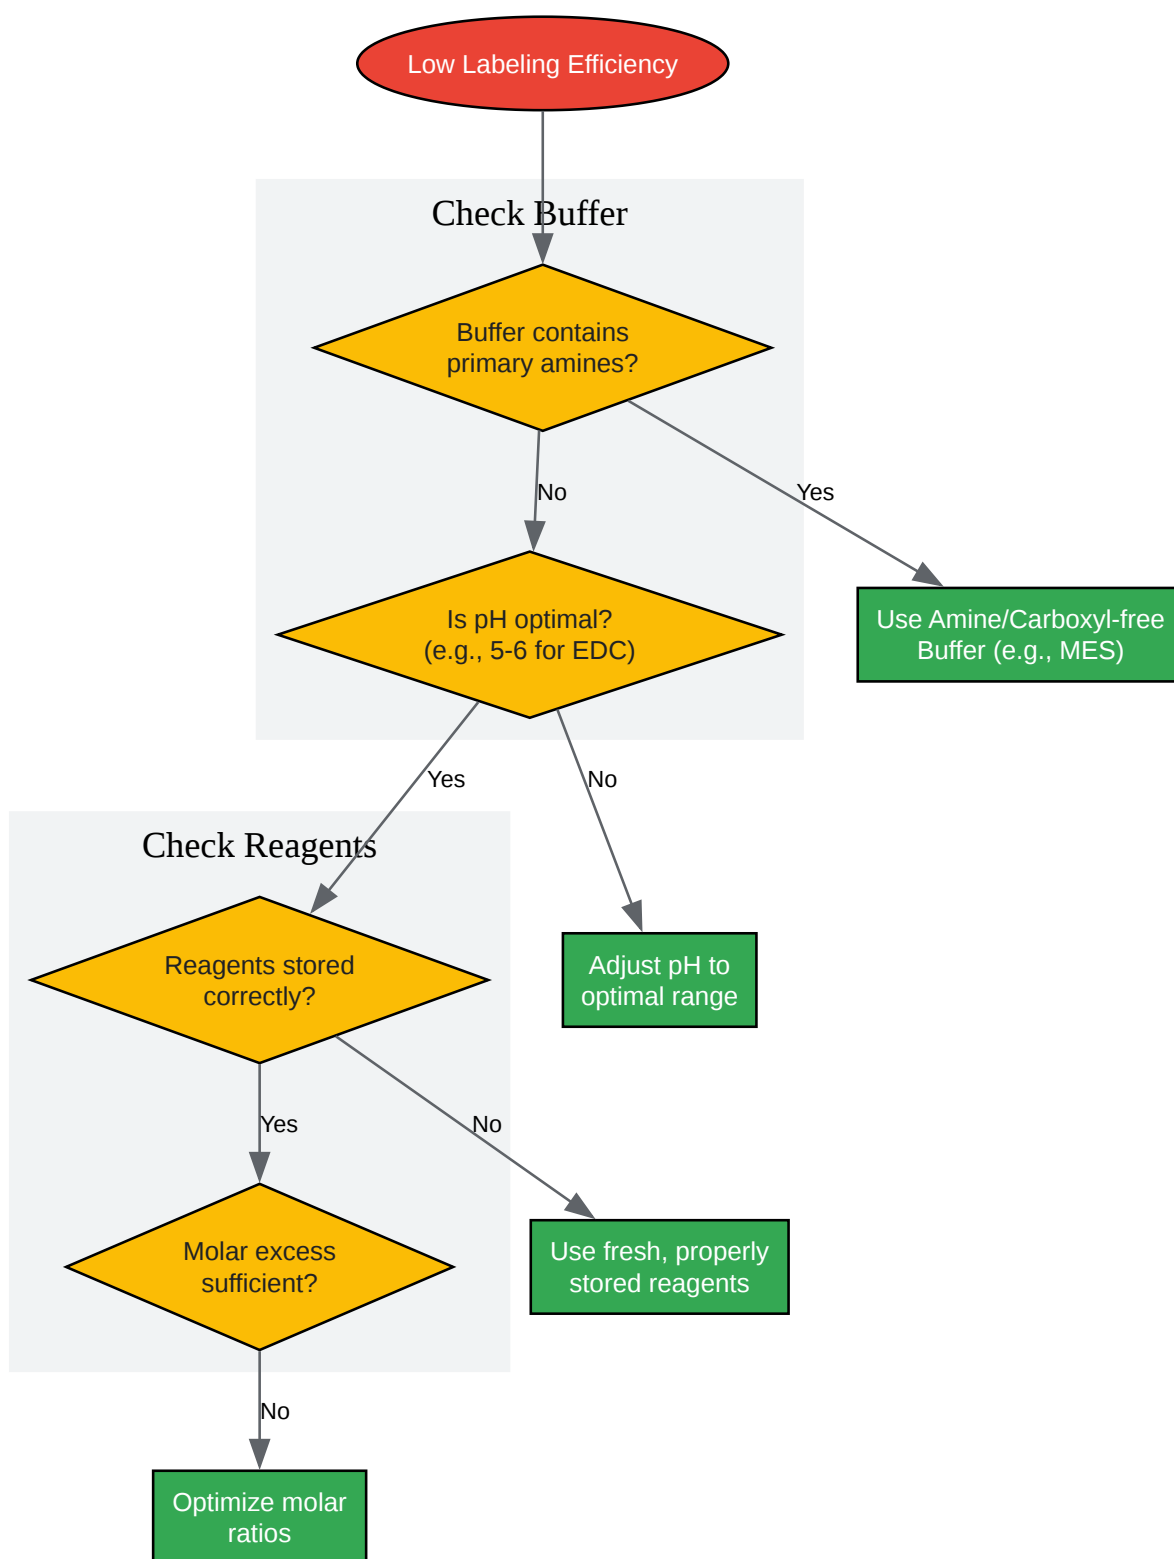 Low Labeling Efficiency
Check Buffer
Buffer contains
primary amines?
No
Yes
Is pH optimal?
(e.g., 5-6 for EDC)
Use Amine/Carboxyl-free
Buffer (e.g., MES)
Yes
No
Check Reagents
Reagents stored
correctly?
Adjust pH to
optimal range
Yes
No
Molar excess
sufficient?
Use fresh, properly
stored reagents
No
Optimize molar
ratios